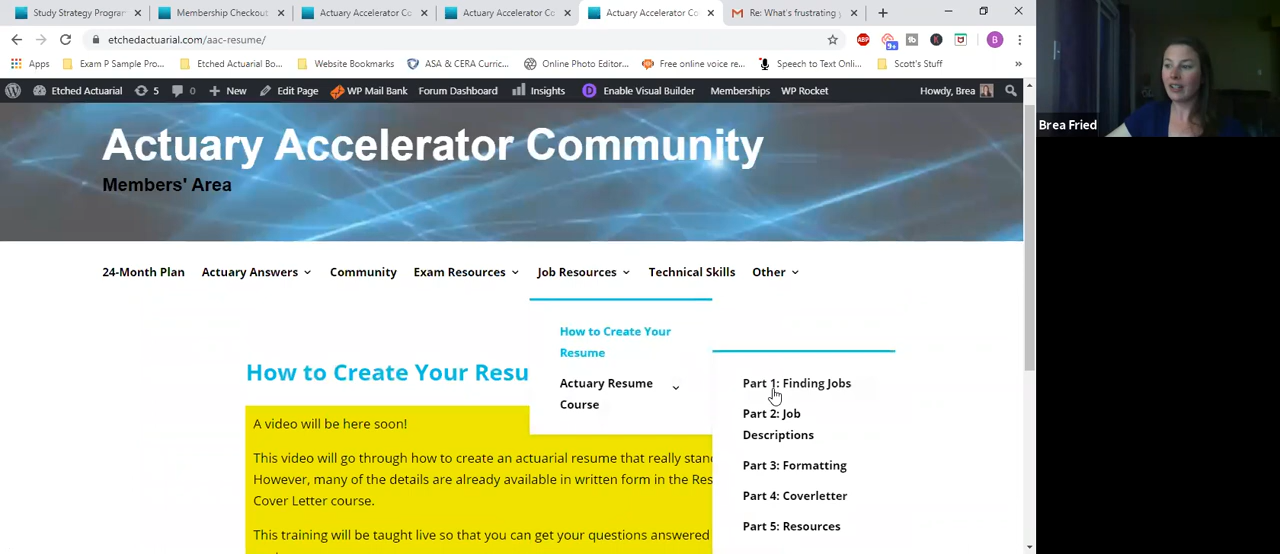 Study Strategy Progran
Membership Checkout
Actuary Accelerator Co
Actuary Accelerator Co
Actuary Accelerator Co
Re: What's frustrating y
etchedactuarial.com/aac-resume/
ABP
9+
B
Apps
Exam P Sample Pro...
Etched Actuarial Bo...
Website Bookmarks
ASA & CERA Curric...
Online Photo Editor...
Free online voice re...
Speech to Text Onli...
Scott's Stuff
»
Etched Actuarial
5
0
New
Edit Page
WP Mail Bank
Forum Dashboard
Insights
D
Enable Visual Builder
Memberships
WP Rocket
Howdy, Brea
Brea Fried
Actuary Accelerator Community
Members' Area
24-Month Plan
Actuary Answers
Community
Exam Resources
Job Resources
Technical Skills
Other
How to Create Your
Resume
Actuary Resume
Course
Part 1: Finding Jobs
Part 2: Job
Descriptions
Part 3: Formatting
Part 4: Coverletter
Part 5: Resources
How to Create Your Resu
A video will be here soon!
This video will go through how to create an actuarial resume that really stan
However, many of the details are already available in written form in the Res
Cover Letter course.
This training will be taught live so that you can get your questions answered